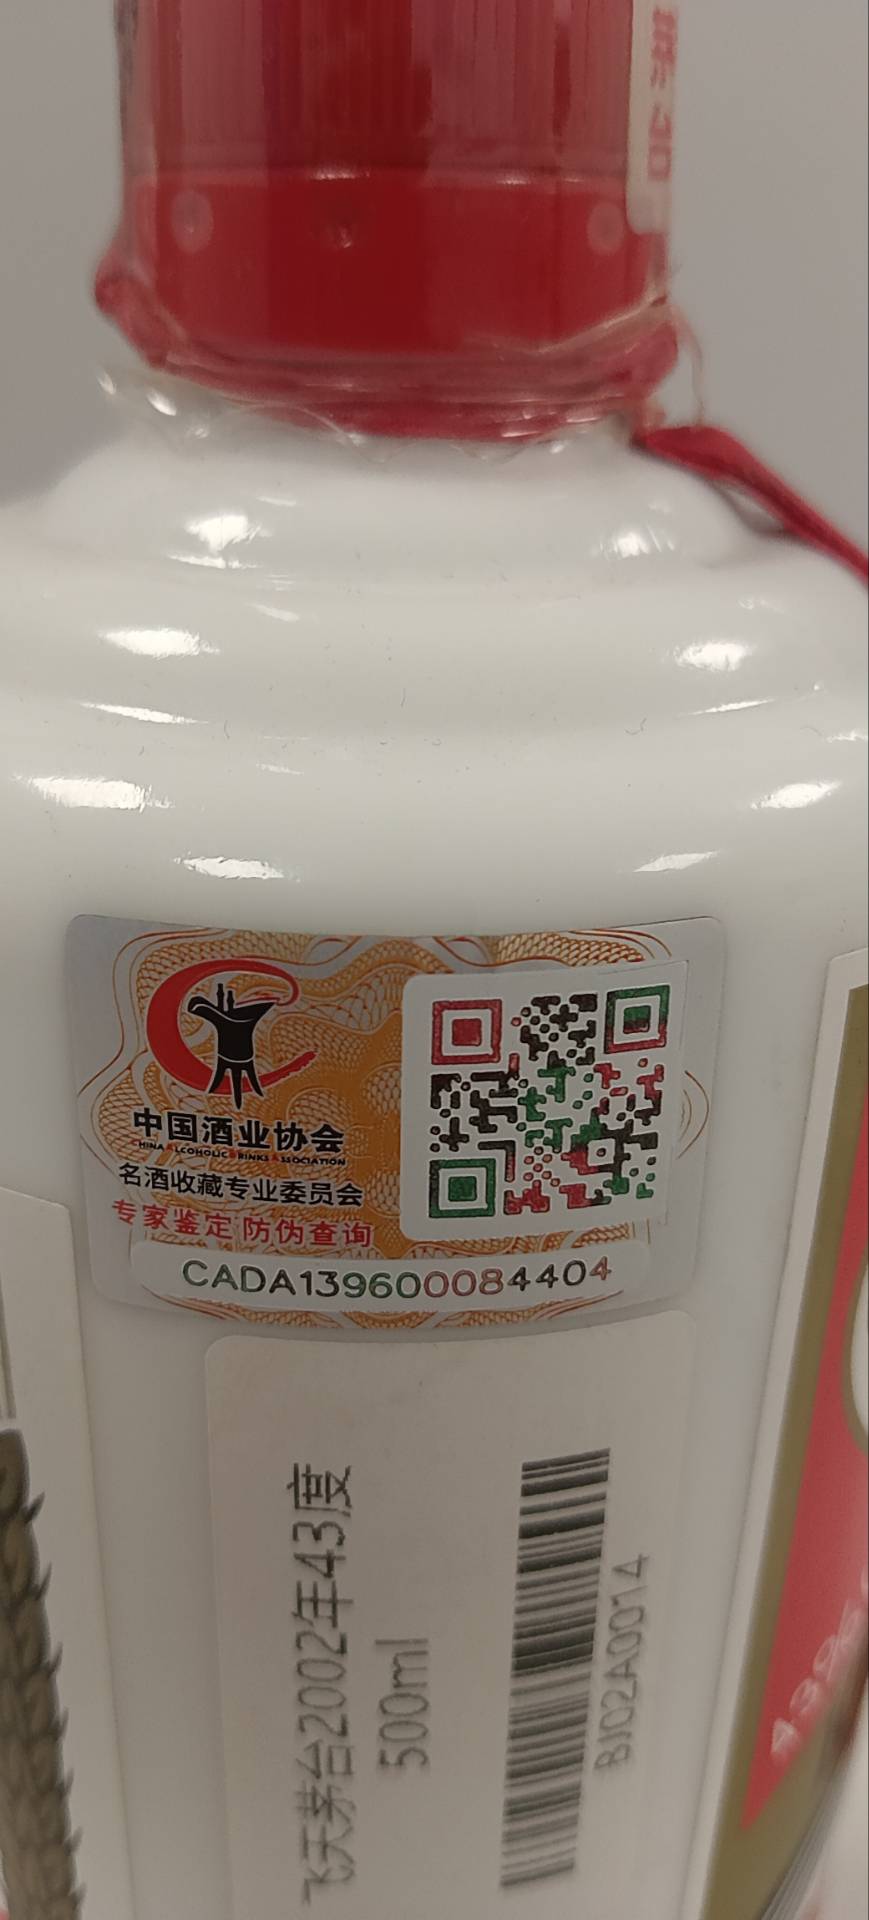 中国酒业协会
CHINA ALCOHOLIC DRINKS ASSOCIATION
名酒收藏专业委员会
专家鉴定 防伪查询
CADA139600084404
飞天茅台2002年43度
500ml
BJ02A0014
43%